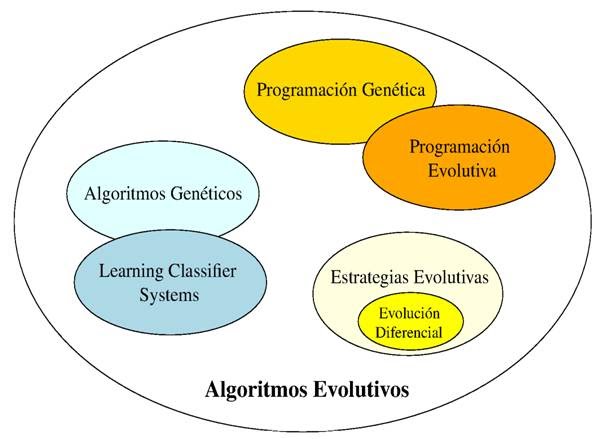 Programación Genética
Programación
Evolutiva
Algoritmos Genéticos
Learning Classifier
Systems
Estrategias Evolutivas
Evolución
Diferencial
Algoritmos Evolutivos